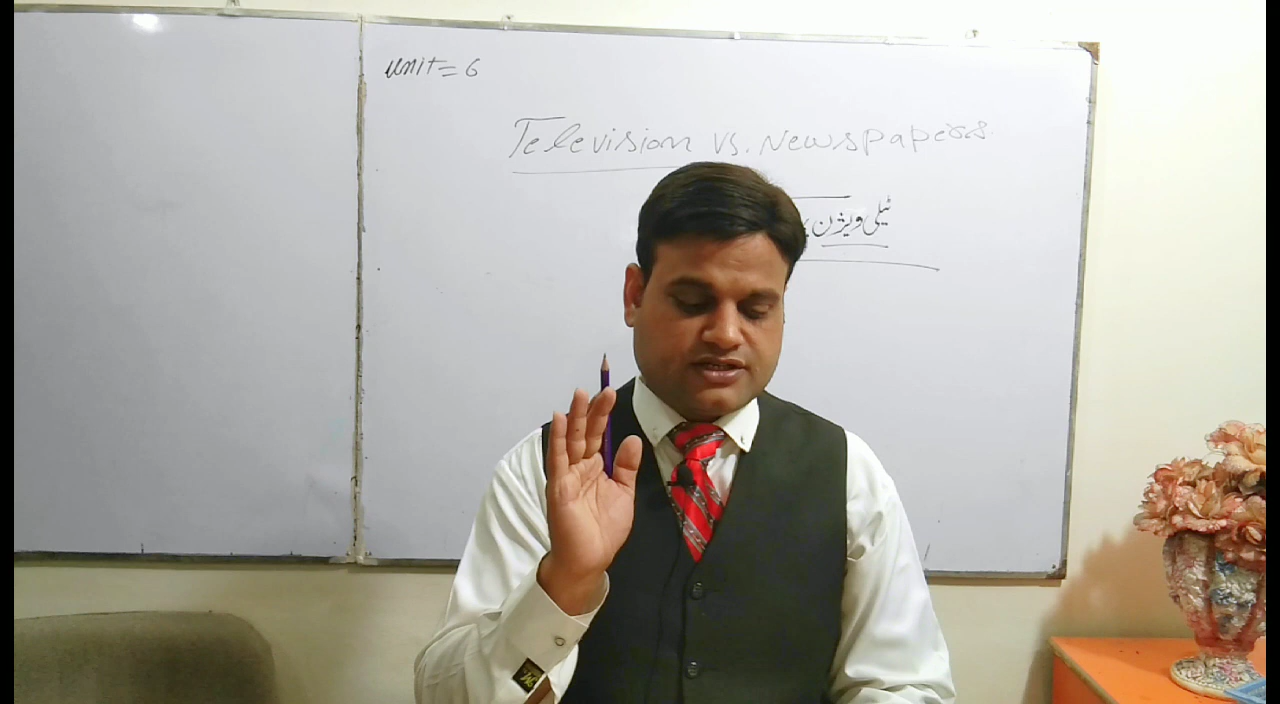 Unit = 6
Television vs. Newspapers.
ٹیلی ویژن